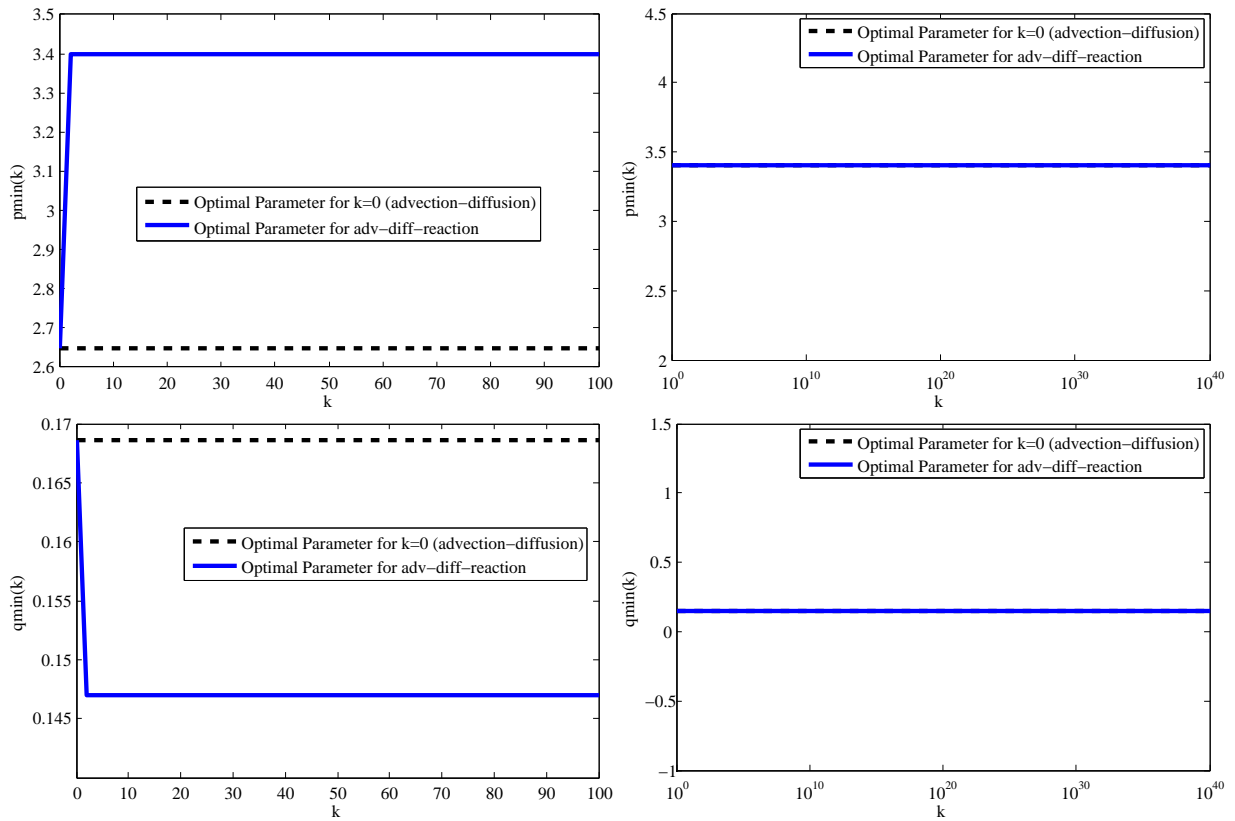 3.5
3.4
3.3
3.2
3.1
3
2.9
2.8
2.7
2.6
pmin(k)
Optimal Parameter for k=0 (advection−diffusion)
Optimal Parameter for adv−diff−reaction
0 10 20 30 40 50 60 70 80 90 100
k
4.5
4
3.5
3
2.5
2
pmin(k)
Optimal Parameter for k=0 (advection−diffusion)
Optimal Parameter for adv−diff−reaction
10^0 10^10 10^20 10^30 10^40
k
0.17
0.165
0.16
0.155
0.15
0.145
qmin(k)
Optimal Parameter for k=0 (advection−diffusion)
Optimal Parameter for adv−diff−reaction
0 10 20 30 40 50 60 70 80 90 100
k
1.5
1
0.5
0
−0.5
−1
qmin(k)
Optimal Parameter for k=0 (advection−diffusion)
Optimal Parameter for adv−diff−reaction
10^0 10^10 10^20 10^30 10^40
k